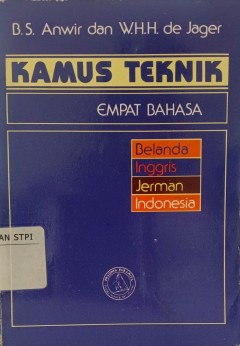 B.S. Anwir dan W.H.H. de Jager
KAMUS TEKNIK
EMPAT BAHASA
Belanda
Inggris
Jerman
Indonesia
AN STPI